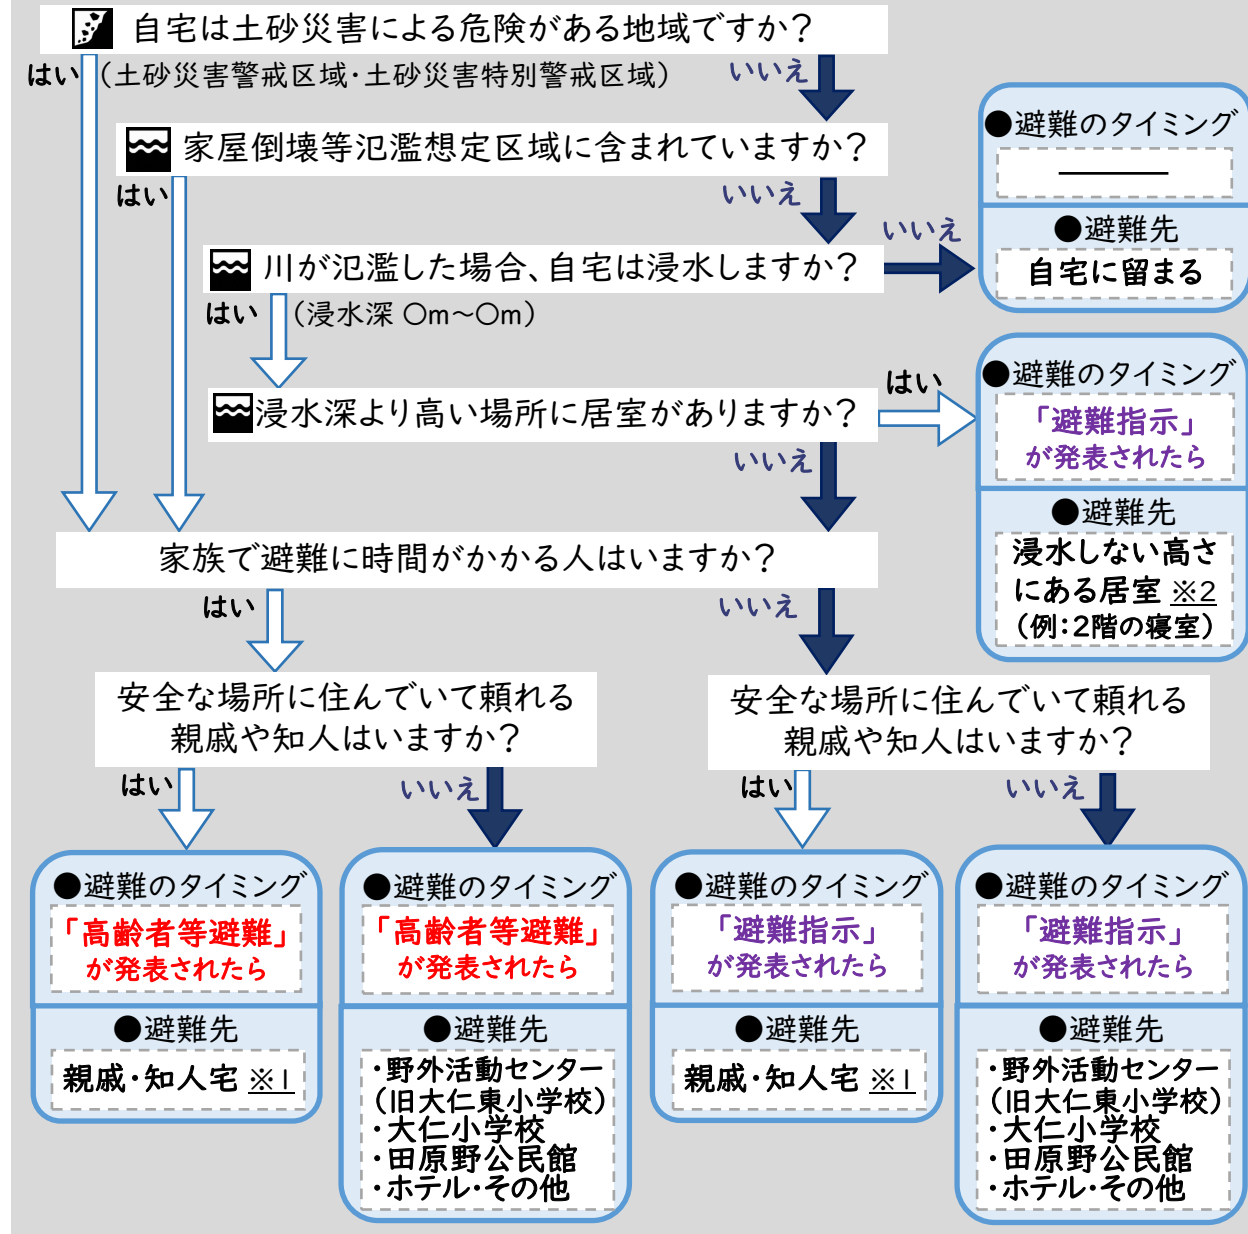 自宅は土砂災害による危険がある地域ですか?
はい
(土砂災害警戒区域・土砂災害特別警戒区域)
いいえ
家屋倒壊等氾濫想定区域に含まれていますか?
はい
いいえ
川が氾濫した場合、自宅は浸水しますか?
いいえ
はい
(浸水深 〇m~〇m)
●避難のタイミング
―
●避難先
自宅に留まる
浸水深より高い場所に居室がありますか?
はい
いいえ
●避難のタイミング
「避難指示」
が発表されたら
●避難先
浸水しない高さ
にある居室 ※2
(例:2階の寝室)
家族で避難に時間がかかる人はいますか?
はい
いいえ
安全な場所に住んでいて頼れる
親戚や知人はいますか?
はい
いいえ
安全な場所に住んでいて頼れる
親戚や知人はいますか?
はい
いいえ
●避難のタイミング
「高齢者等避難」
が発表されたら
●避難先
親戚・知人宅 ※1
●避難のタイミング
「高齢者等避難」
が発表されたら
●避難先
・野外活動センター
(旧大仁東小学校)
・大仁小学校
・田原野公民館
・ホテル・その他
●避難のタイミング
「避難指示」
が発表されたら
●避難先
親戚・知人宅 ※1
●避難のタイミング
「避難指示」
が発表されたら
●避難先
・野外活動センター
(旧大仁東小学校)
・大仁小学校
・田原野公民館
・ホテル・その他